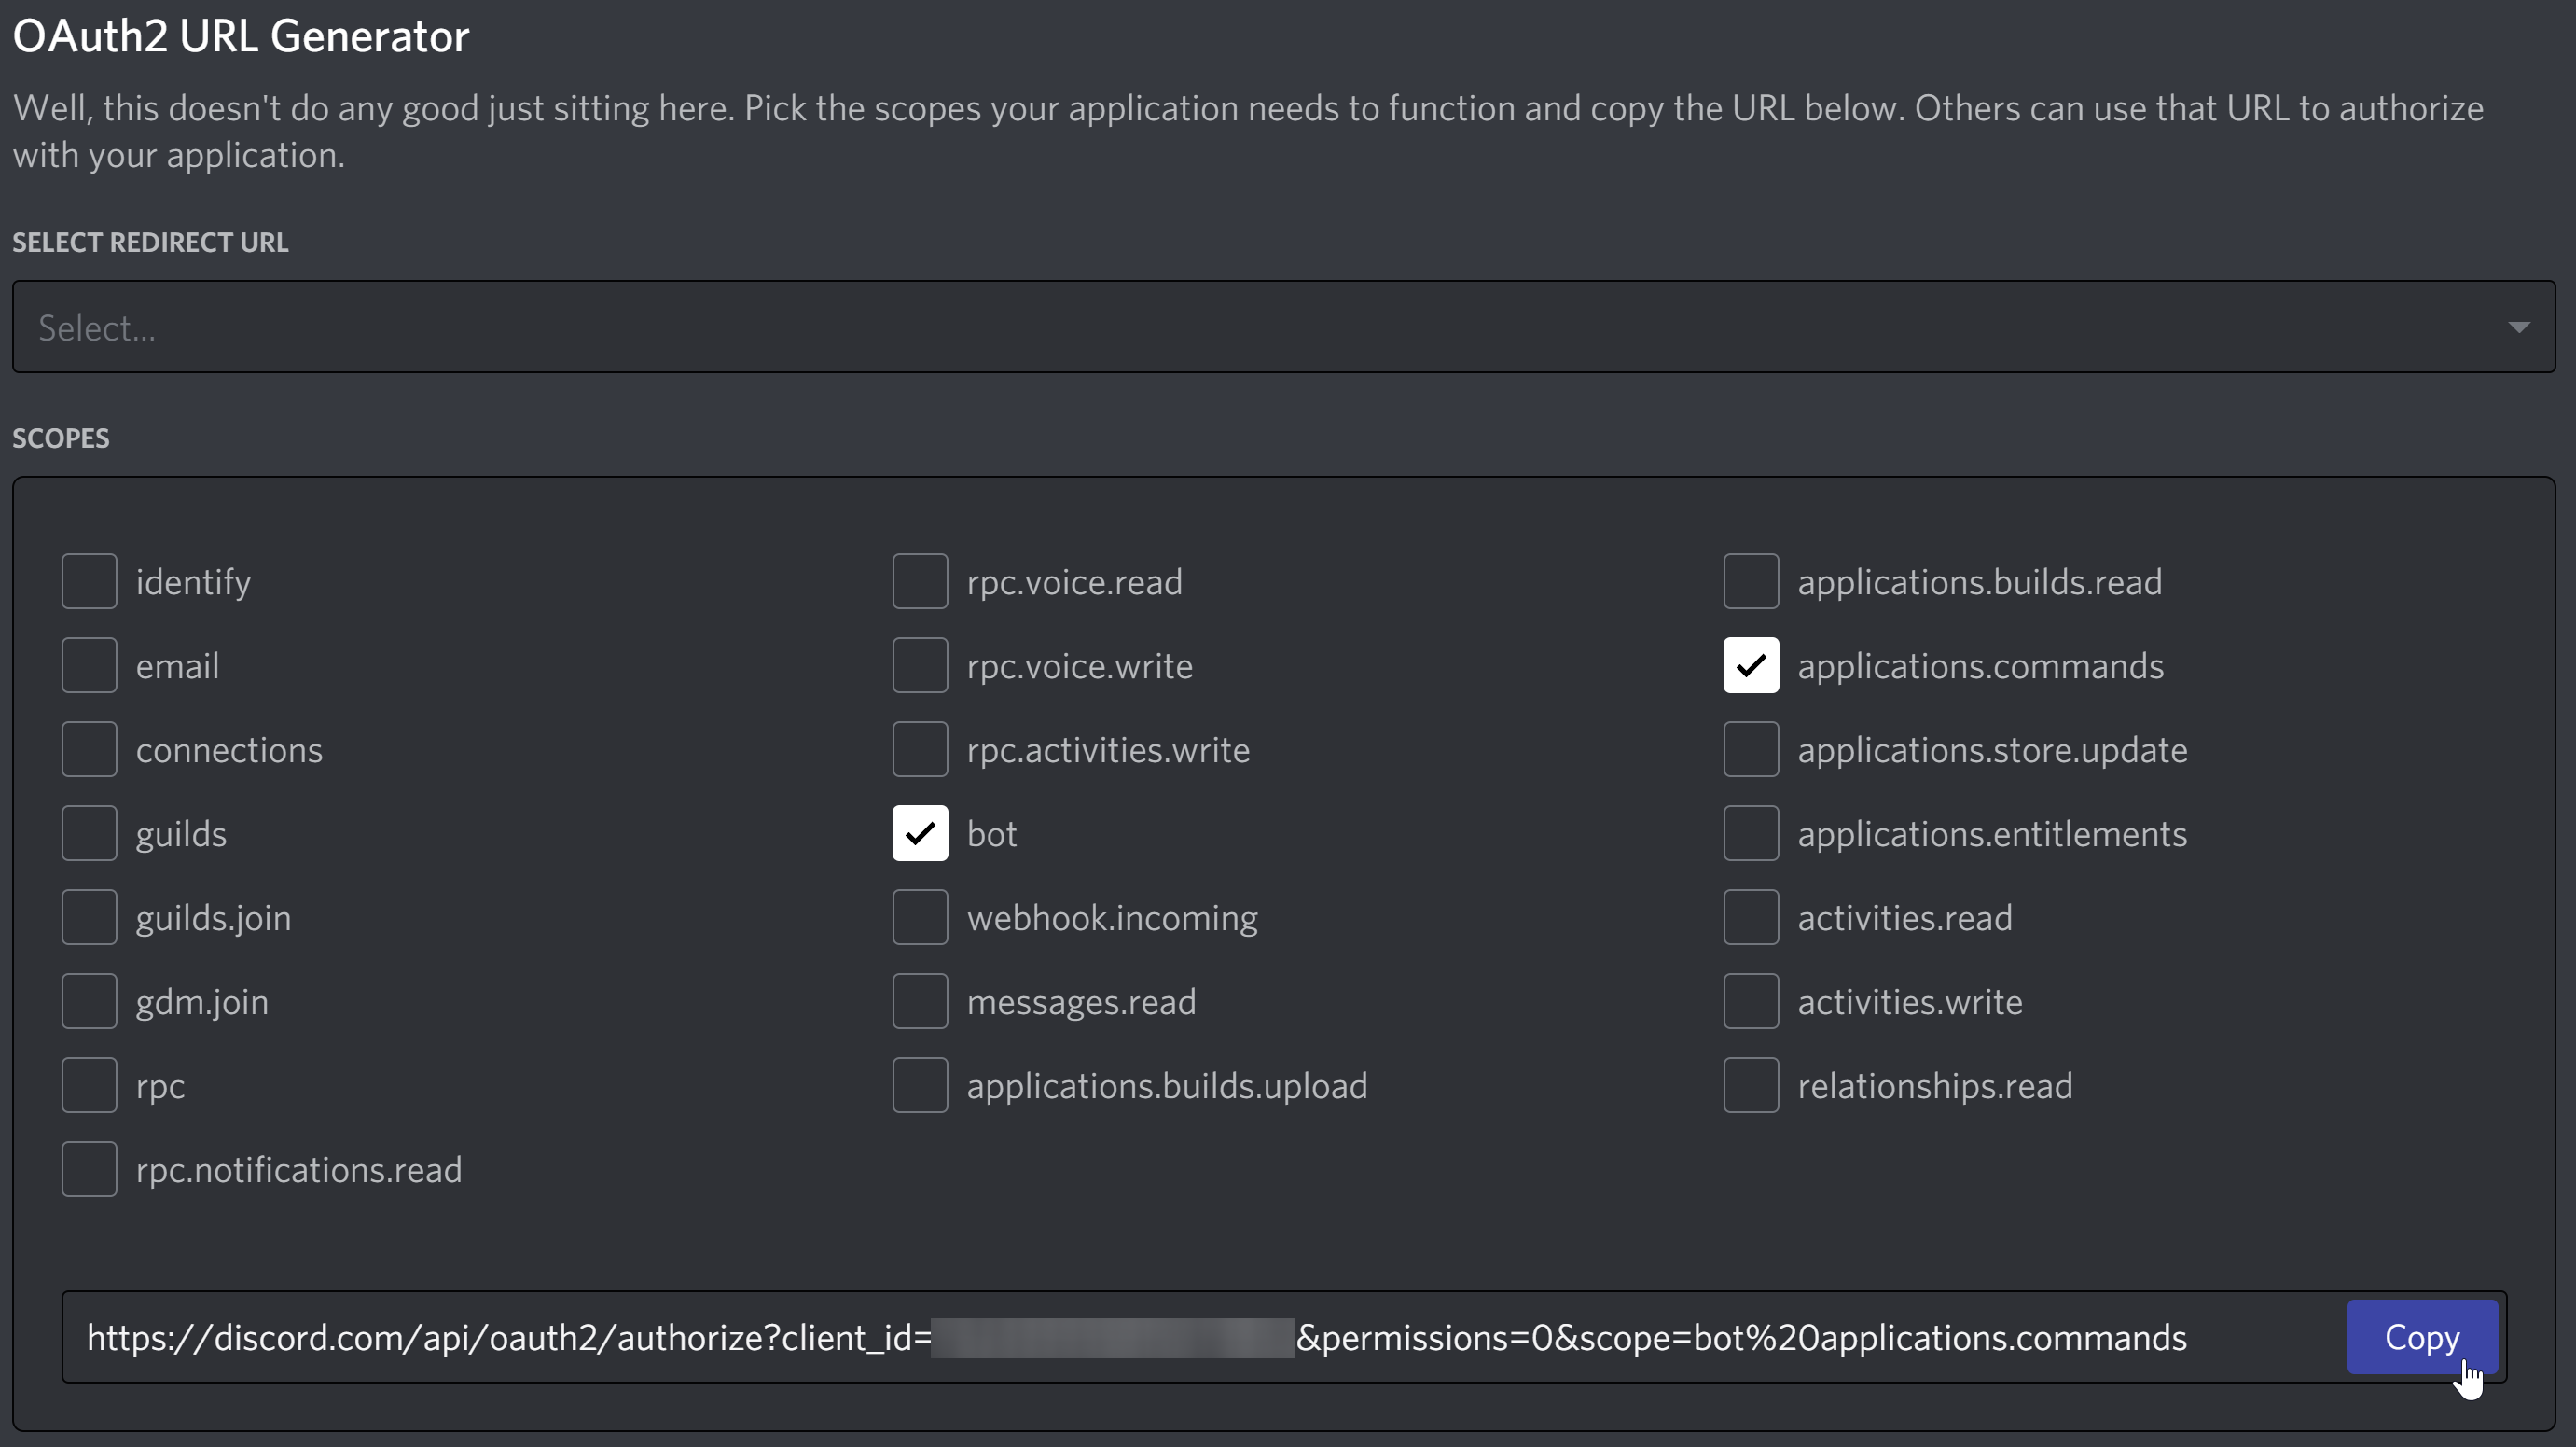 OAuth2 URL Generator
Well, this doesn't do any good just sitting here. Pick the scopes your application needs to function and copy the URL below. Others can use that URL to authorize
with your application.
SELECT REDIRECT URL
Select...
SCOPES
identify
email
connections
guilds
guilds.join
gdm.join
rpc
rpc.notifications.read
rpc.voice.read
rpc.voice.write
rpc.activities.write
bot
webhook.incoming
messages.read
applications.builds.upload
applications.builds.read
applications.commands
applications.store.update
applications.entitlements
activities.read
activities.write
relationships.read
https://discord.com/api/oauth2/authorize?client_id= &permissions=0&scope=bot%20applications.commands
Copy